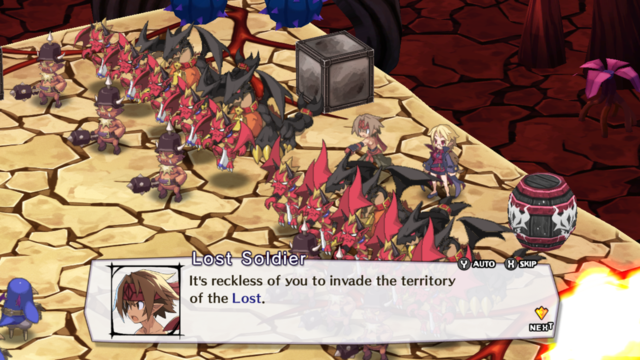 Lost Soldier
Y AUTO X SKIP
It's reckless of you to invade the territory
of the Lost.
NEXT